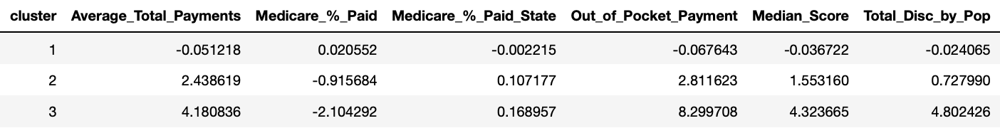 cluster Average_Total_Payments Medicare_%_Paid Medicare_%_Paid_State Out_of_Pocket_Payment Median_Score Total_Disc_by_Pop
1 -0.051218 0.020552 -0.002215 -0.067643 -0.036722 -0.024065
2 2.438619 -0.915684 0.107177 2.811623 1.553160 0.727990
3 4.180836 -2.104292 0.168957 8.299708 4.323665 4.802426